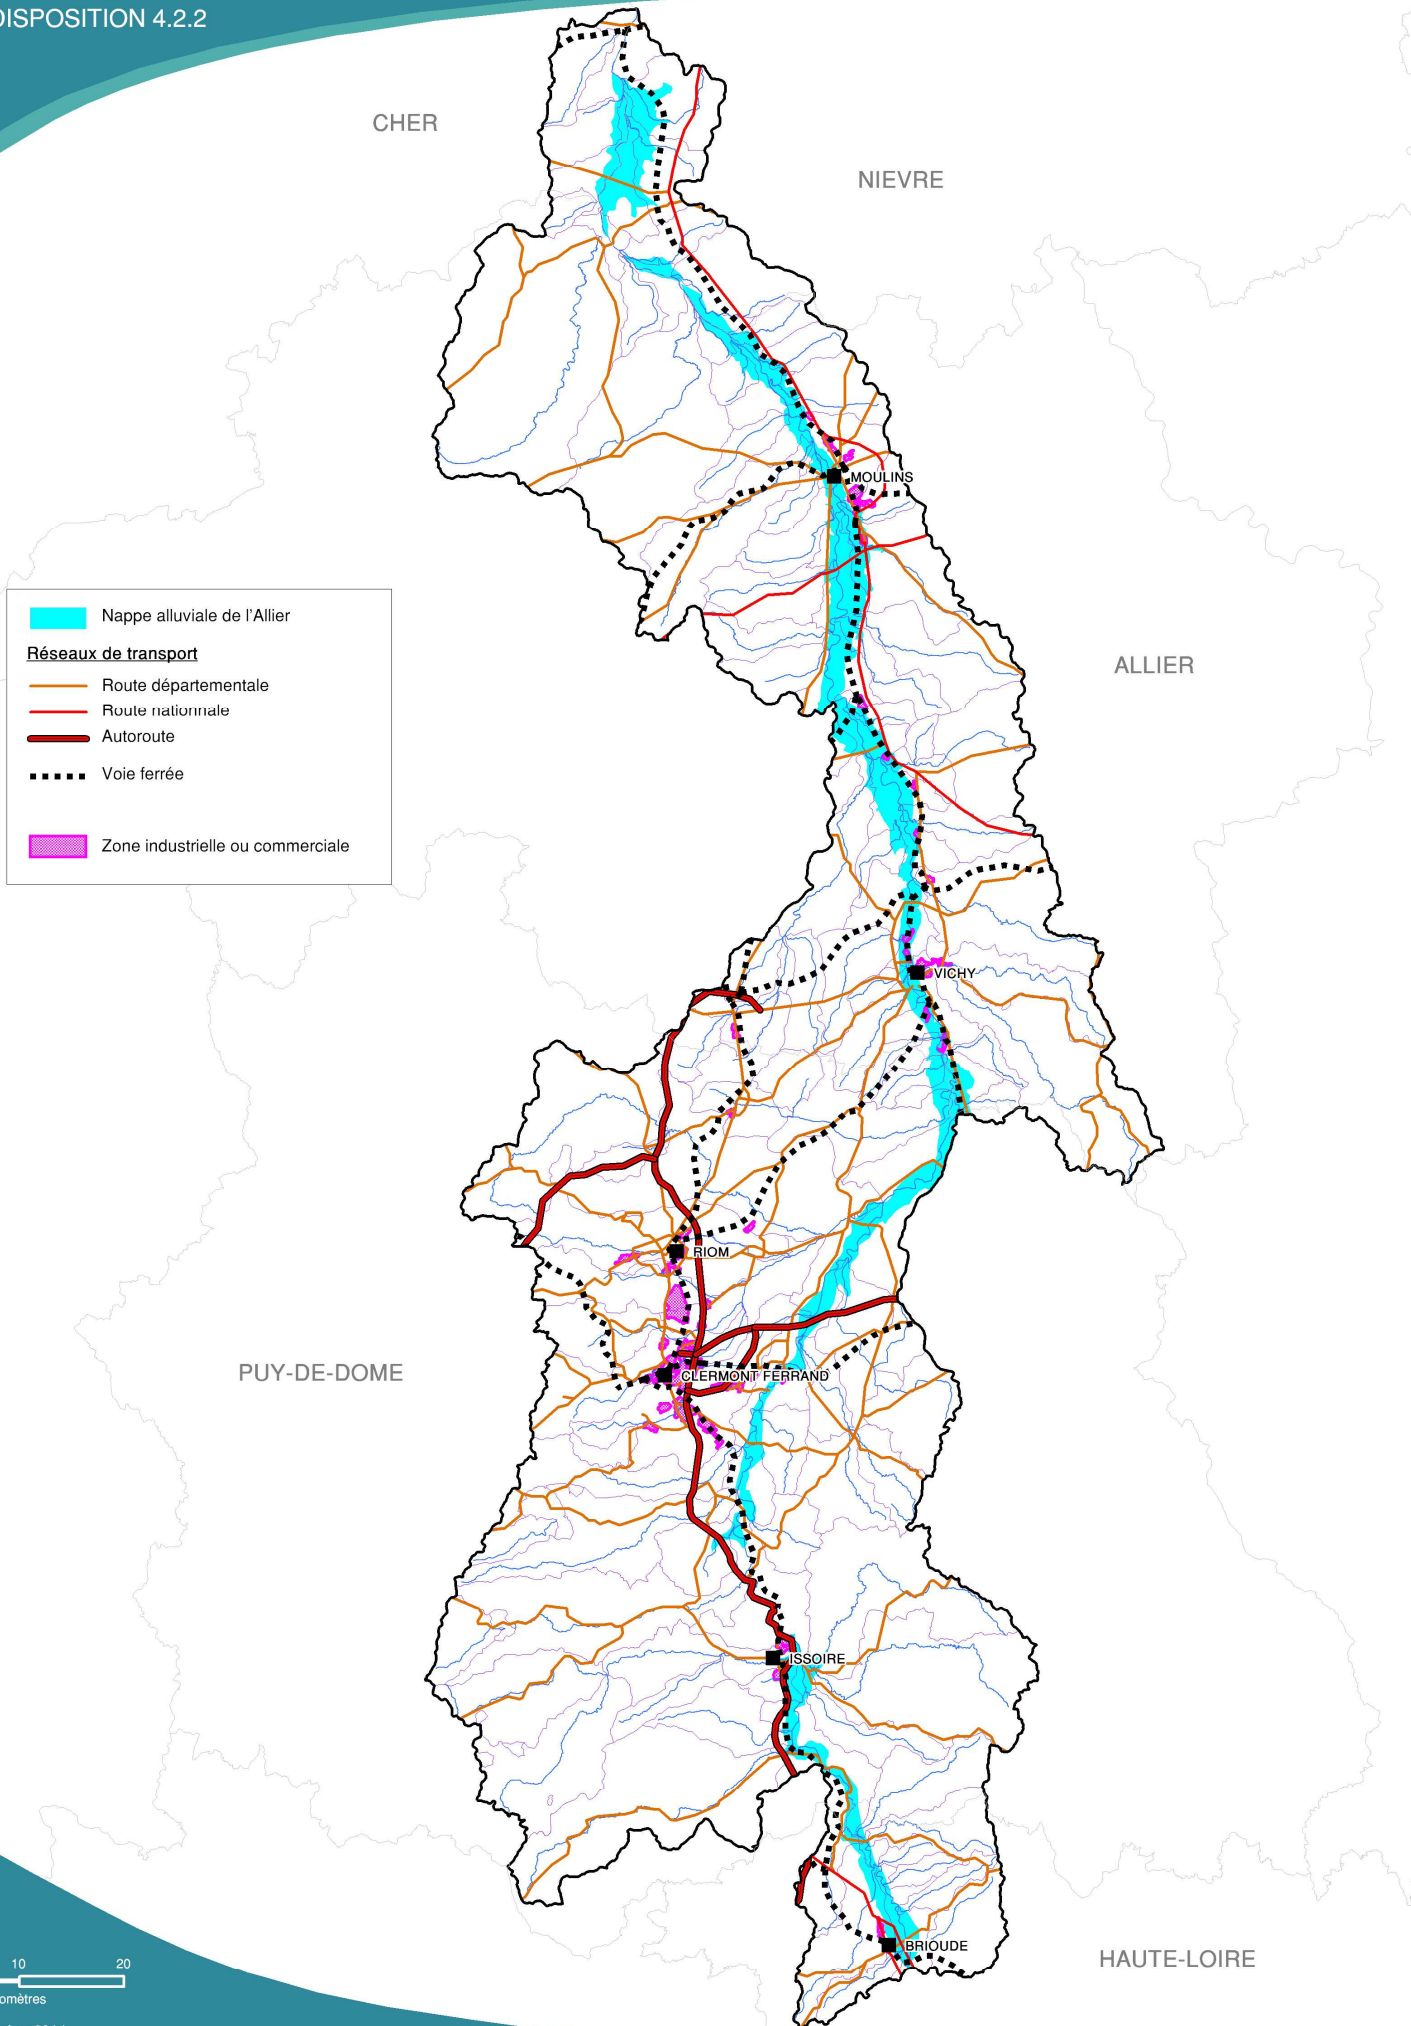 DISPOSITION 4.2.2
CHER
NIEVRE
MOULINS
Nappe alluviale de l'Allier
Réseaux de transport
Route départementale
Route nationnale
Autoroute
Voie ferrée
Zone industrielle ou commerciale
ALLIER
VICHY
RIOM
PUY-DE-DOME
CLERMONT FERRAND
ISSOIRE
BRIOUDE
HAUTE-LOIRE
10 20
omètres